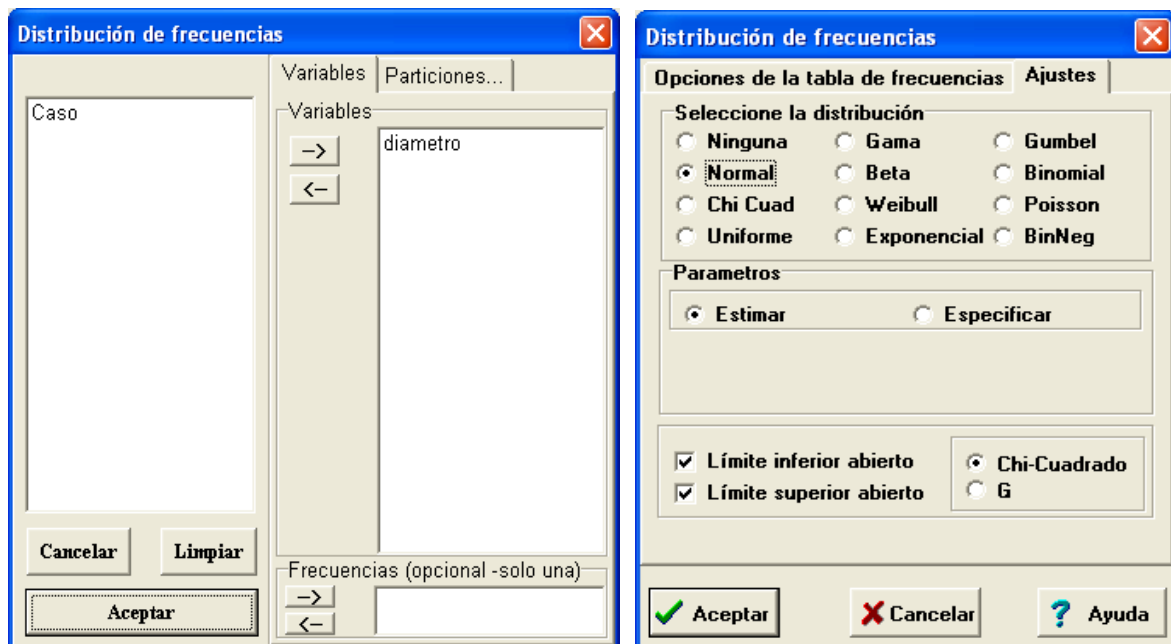 Distribución de frecuencias
Caso
Cancelar
Limpiar
Aceptar
Variables
Particiones...
Variables
-->
diametro
<--
Frecuencias (opcional -solo una)
-->
<--
Distribución de frecuencias
Opciones de la tabla de frecuencias
Ajustes
Seleccione la distribución
Ninguna
Gama
Gumbel
Normal
Beta
Binomial
Chi Cuad
Weibull
Poisson
Uniforme
Exponencial
BinNeg
Parametros
Estimar
Especificar
Límite inferior abierto
Límite superior abierto
Chi-Cuadrado
G
Aceptar
Cancelar
? Ayuda